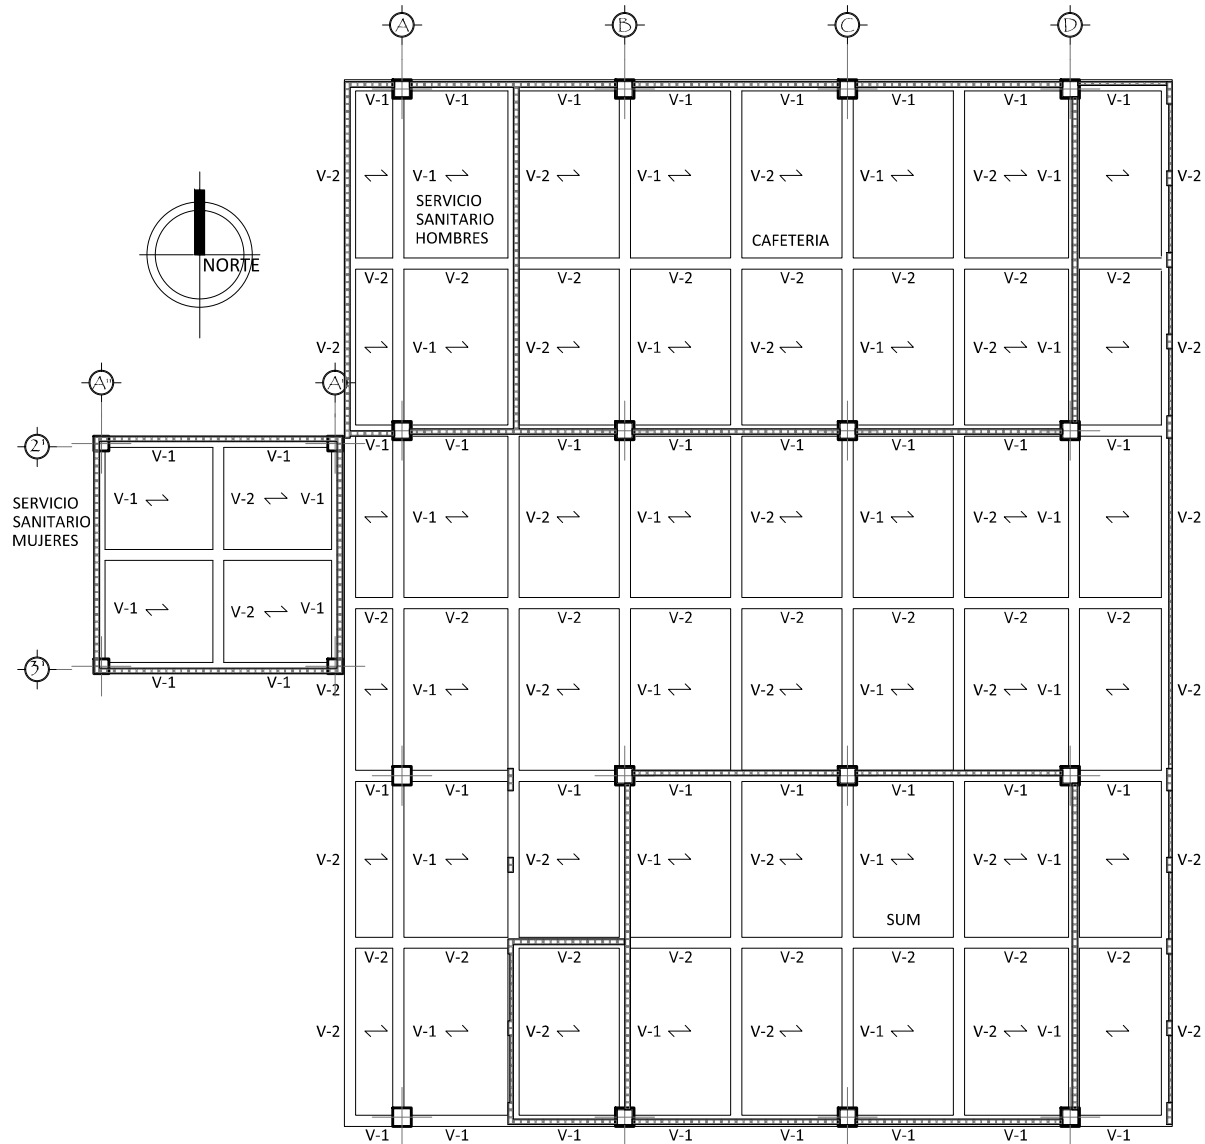 A B C D
V-1 V-1 V-1 V-1 V-1 V-1 V-1 V-1
V-2 V-1 V-2 V-1 V-2 V-1 V-2 V-1 V-2
SERVICIO
SANITARIO
HOMBRES
CAFETERIA
NORTE
V-2 V-2 V-2 V-2 V-2 V-2 V-2 V-2
V-2 V-1 V-2 V-1 V-2 V-1 V-2 V-1 V-2
A" A'
2' V-1 V-1 V-1 V-1 V-1 V-1 V-1 V-1 V-1 V-1
SERVICIO
SANITARIO
MUJERES
V-1 V-2 V-1 V-1 V-2 V-1 V-2 V-1 V-2 V-1 V-2
V-1 V-2 V-1 V-2 V-2 V-2 V-2 V-2 V-2 V-2 V-2
3' V-1 V-1 V-2 V-1 V-2 V-1 V-2 V-1 V-2 V-1 V-2
V-1 V-1 V-1 V-1 V-1 V-1 V-1 V-1
V-2 V-1 V-2 V-1 V-2 V-1 V-2 V-1 V-2
SUM
V-2 V-2 V-2 V-2 V-2 V-2 V-2 V-2
V-2 V-1 V-2 V-1 V-2 V-1 V-2 V-1 V-2
V-1 V-1 V-1 V-1 V-1 V-1 V-1 V-1